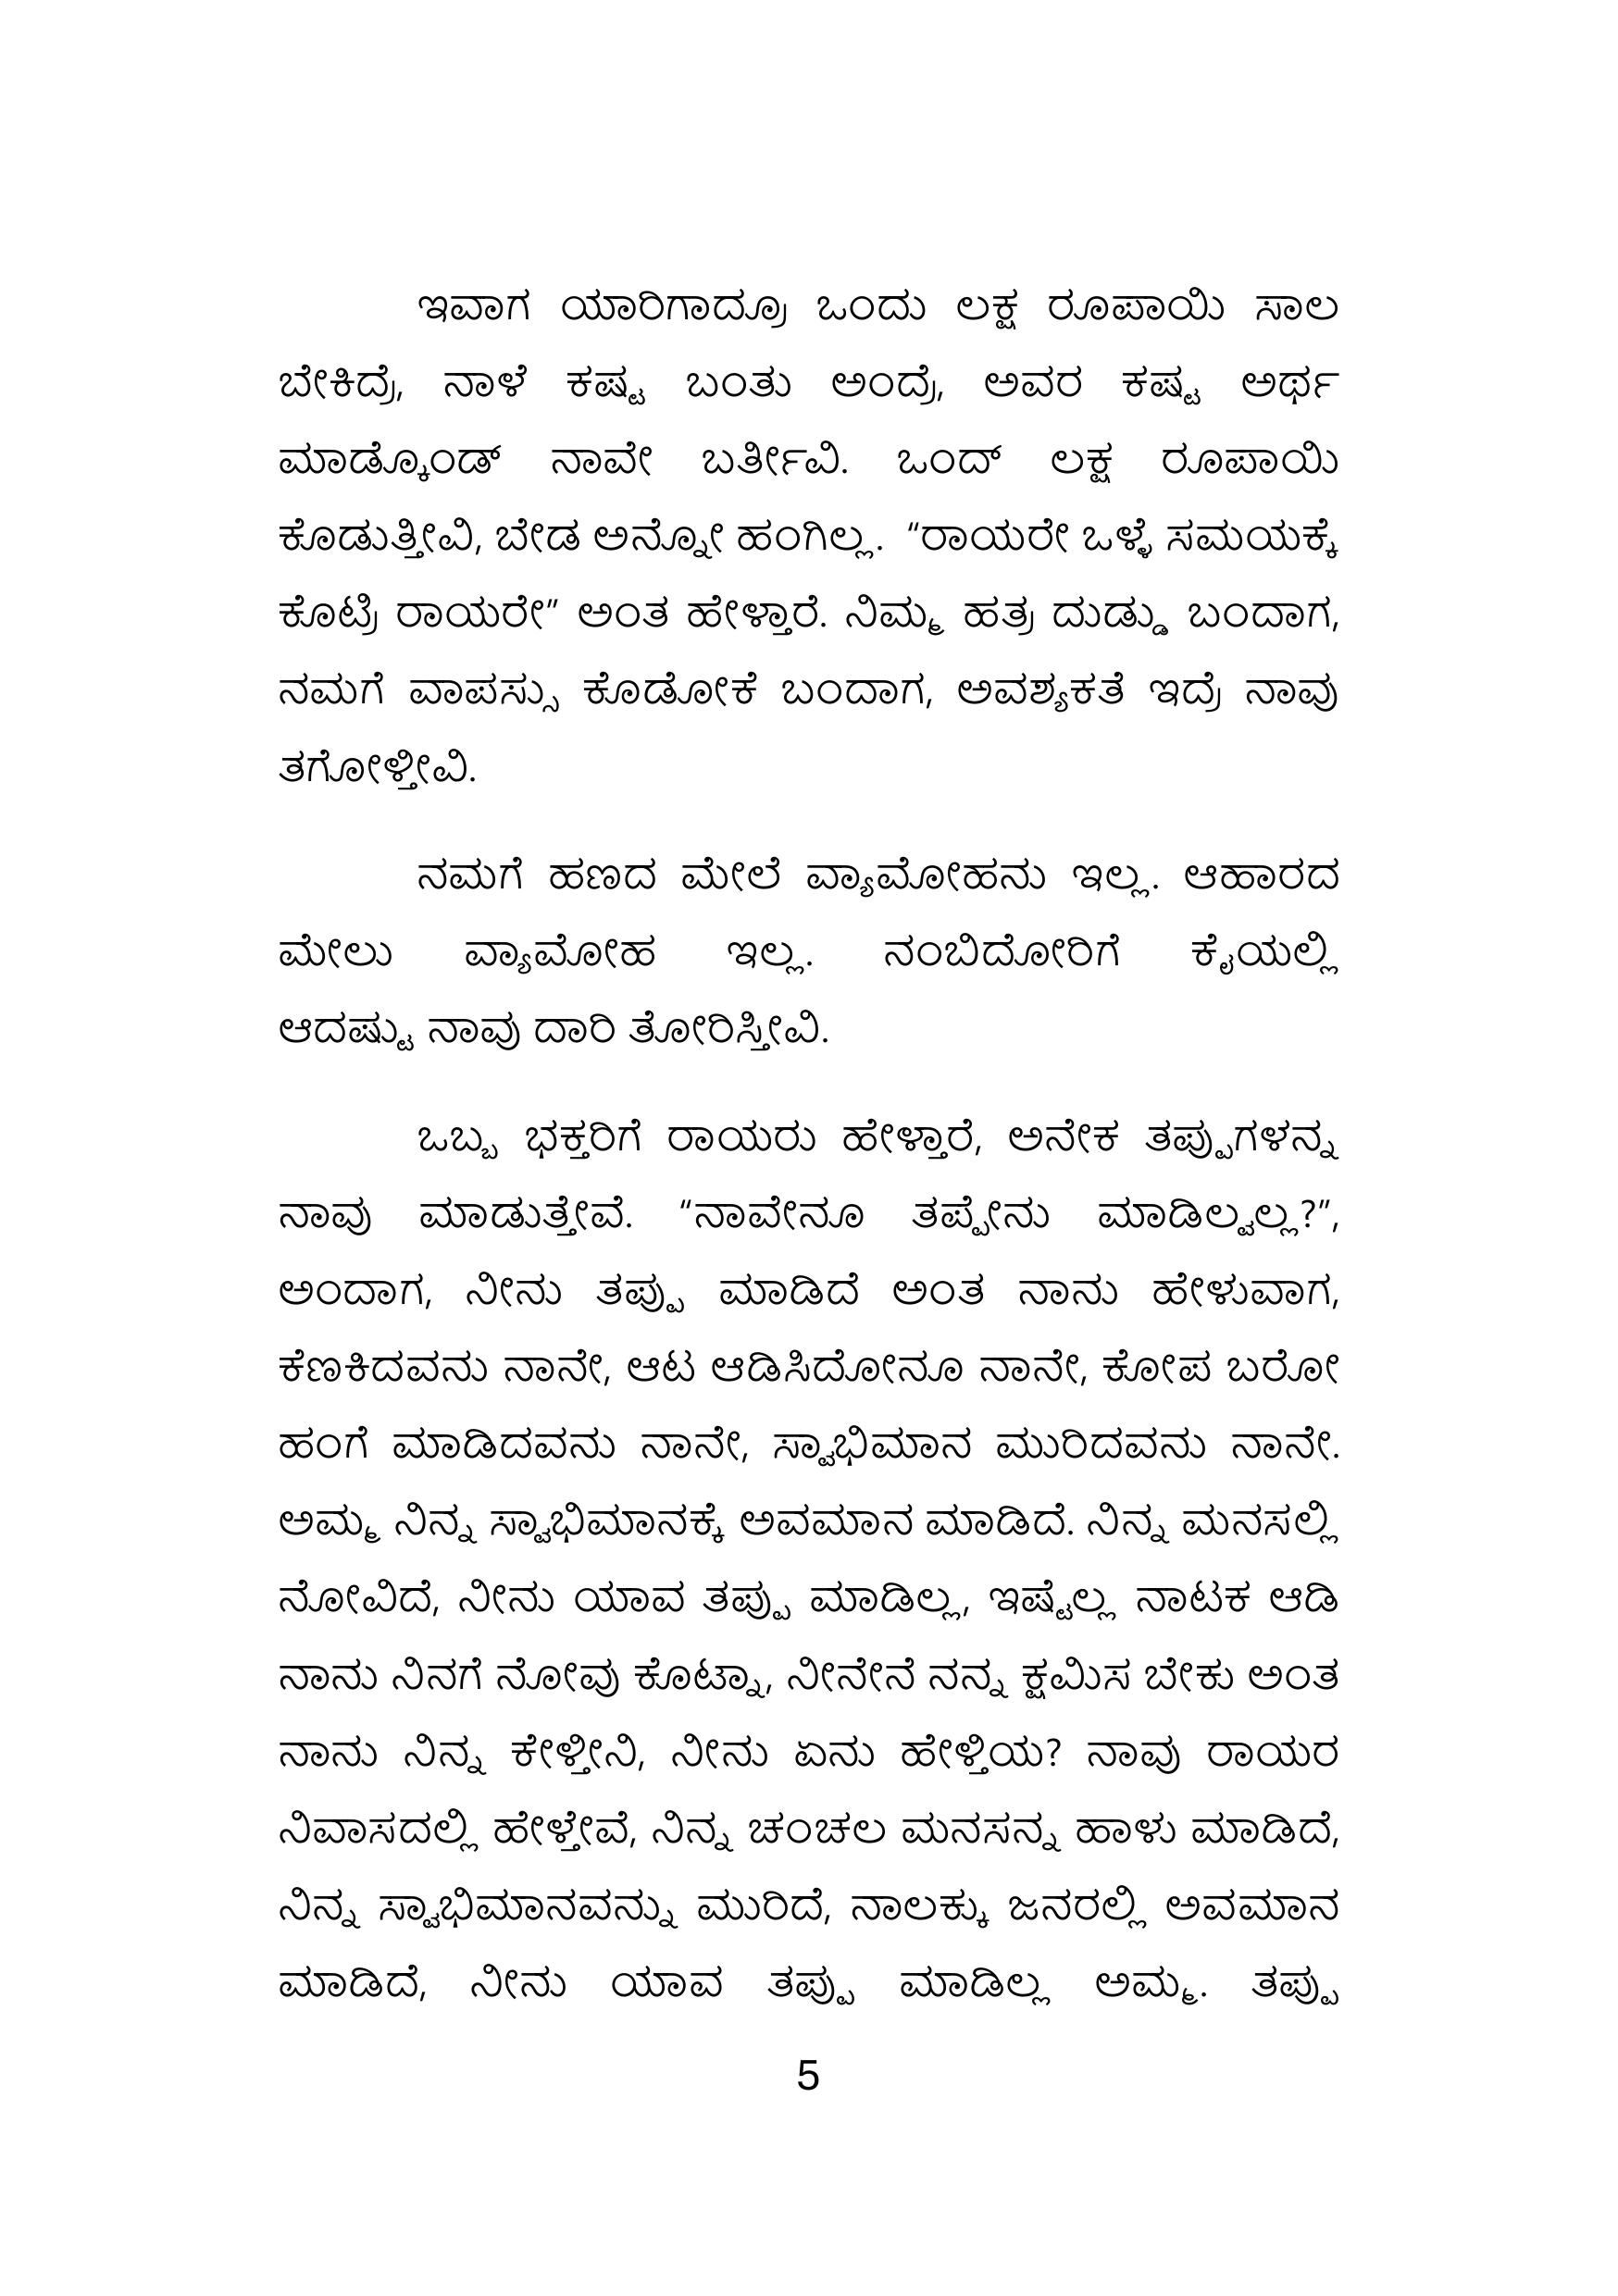 ಇವಾಗ ಯಾರಿಗಾದ್ರೂ ಒಂದು ಲಕ್ಷ ರೂಪಾಯಿ ಸಾಲ
ಬೇಕಿದ್ರೆ, ನಾಳೆ ಕಷ್ಟ ಬಂತು ಅಂದ್ರೆ, ಅವರ ಕಷ್ಟ ಅರ್ಥ
ಮಾಡ್ಕೊಂಡ್ ನಾವೇ ಬರ್ತೀವಿ. ಒಂದ್ ಲಕ್ಷ ರೂಪಾಯಿ
ಕೊಡುತ್ತೀವಿ, ಬೇಡ ಅನ್ನೋ ಹಂಗಿಲ್ಲ. “ರಾಯರೇ ಒಳ್ಳೆ ಸಮಯಕ್ಕೆ
ಕೊಟ್ರಿ ರಾಯರೇ” ಅಂತ ಹೇಳ್ತಾರೆ. ನಿಮ್ಮ ಹತ್ರ ದುಡ್ಡು ಬಂದಾಗ,
ನಮಗೆ ವಾಪಸ್ಸು ಕೊಡೋಕೆ ಬಂದಾಗ, ಅವಶ್ಯಕತೆ ಇದ್ರೆ ನಾವು
ತಗೋಳ್ತೀವಿ.
ನಮಗೆ ಹಣದ ಮೇಲೆ ವ್ಯಾಮೋಹನು ಇಲ್ಲ. ಆಹಾರದ
ಮೇಲು ವ್ಯಾಮೋಹ ಇಲ್ಲ. ನಂಬಿದೋರಿಗೆ ಕೈಯಲ್ಲಿ
ಆದಷ್ಟು ನಾವು ದಾರಿ ತೋರಿಸ್ತೀವಿ.
ಒಬ್ಬ ಭಕ್ತರಿಗೆ ರಾಯರು ಹೇಳ್ತಾರೆ, ಅನೇಕ ತಪ್ಪುಗಳನ್ನ
ನಾವು ಮಾಡುತ್ತೇವೆ. “ನಾವೇನೂ ತಪ್ಪೇನು ಮಾಡಿಲ್ವಲ್ಲ?”,
ಅಂದಾಗ, ನೀನು ತಪ್ಪು ಮಾಡಿದೆ ಅಂತ ನಾನು ಹೇಳುವಾಗ,
ಕೆಣಕಿದವನು ನಾನೇ, ಆಟ ಆಡಿಸಿದೋನೂ ನಾನೇ, ಕೋಪ ಬರೋ
ಹಂಗೆ ಮಾಡಿದವನು ನಾನೇ, ಸ್ವಾಭಿಮಾನ ಮುರಿದವನು ನಾನೇ.
ಅಮ್ಮ ನಿನ್ನ ಸ್ವಾಭಿಮಾನಕ್ಕೆ ಅವಮಾನ ಮಾಡಿದೆ. ನಿನ್ನ ಮನಸಲ್ಲಿ
ನೋವಿದೆ, ನೀನು ಯಾವ ತಪ್ಪು ಮಾಡಿಲ್ಲ, ಇಷ್ಟೆಲ್ಲ ನಾಟಕ ಆಡಿ
ನಾನು ನಿನಗೆ ನೋವು ಕೊಟ್ನಾ, ನೀನೇನೆ ನನ್ನ ಕ್ಷಮಿಸ ಬೇಕು ಅಂತ
ನಾನು ನಿನ್ನ ಕೇಳ್ತೀನಿ, ನೀನು ಏನು ಹೇಳ್ತಿಯ? ನಾವು ರಾಯರ
ನಿವಾಸದಲ್ಲಿ ಹೇಳ್ತೇವೆ, ನಿನ್ನ ಚಂಚಲ ಮನಸನ್ನ ಹಾಳು ಮಾಡಿದೆ,
ನಿನ್ನ ಸ್ವಾಭಿಮಾನವನ್ನು ಮುರಿದೆ, ನಾಲಕ್ಕು ಜನರಲ್ಲಿ ಅವಮಾನ
ಮಾಡಿದೆ, ನೀನು ಯಾವ ತಪ್ಪು ಮಾಡಿಲ್ಲ ಅಮ್ಮ. ತಪ್ಪು
5